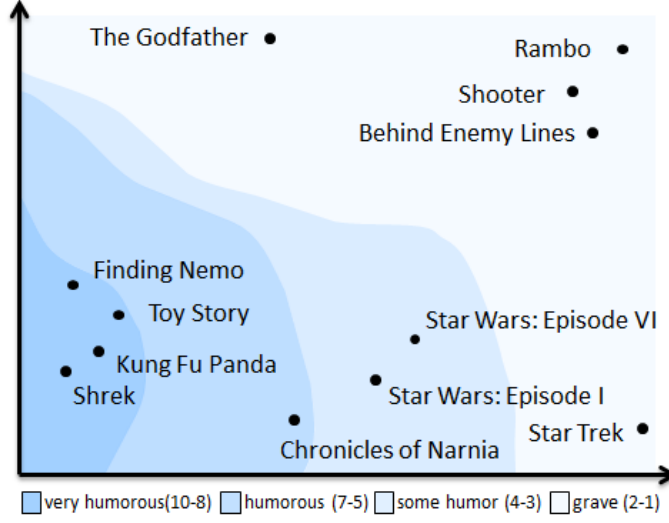 The Godfather
Rambo
Shooter
Behind Enemy Lines
Finding Nemo
Toy Story
Star Wars: Episode VI
Kung Fu Panda
Shrek
Star Wars: Episode I
Chronicles of Narnia
Star Trek
very humorous(10-8) humorous (7-5) some humor (4-3) grave (2-1)